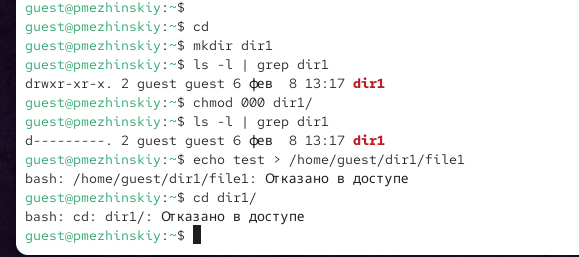 guest@pmezhinskiy:~$
guest@pmezhinskiy:~$ cd
guest@pmezhinskiy:~$ mkdir dir1
guest@pmezhinskiy:~$ ls -l | grep dir1
drwxr-xr-x. 2 guest guest 6 фев  8 13:17 dir1
guest@pmezhinskiy:~$ chmod 000 dir1/
guest@pmezhinskiy:~$ ls -l | grep dir1
d---------. 2 guest guest 6 фев  8 13:17 dir1
guest@pmezhinskiy:~$ echo test > /home/guest/dir1/file1
bash: /home/guest/dir1/file1: Отказано в доступе
guest@pmezhinskiy:~$ cd dir1/
bash: cd: dir1/: Отказано в доступе
guest@pmezhinskiy:~$